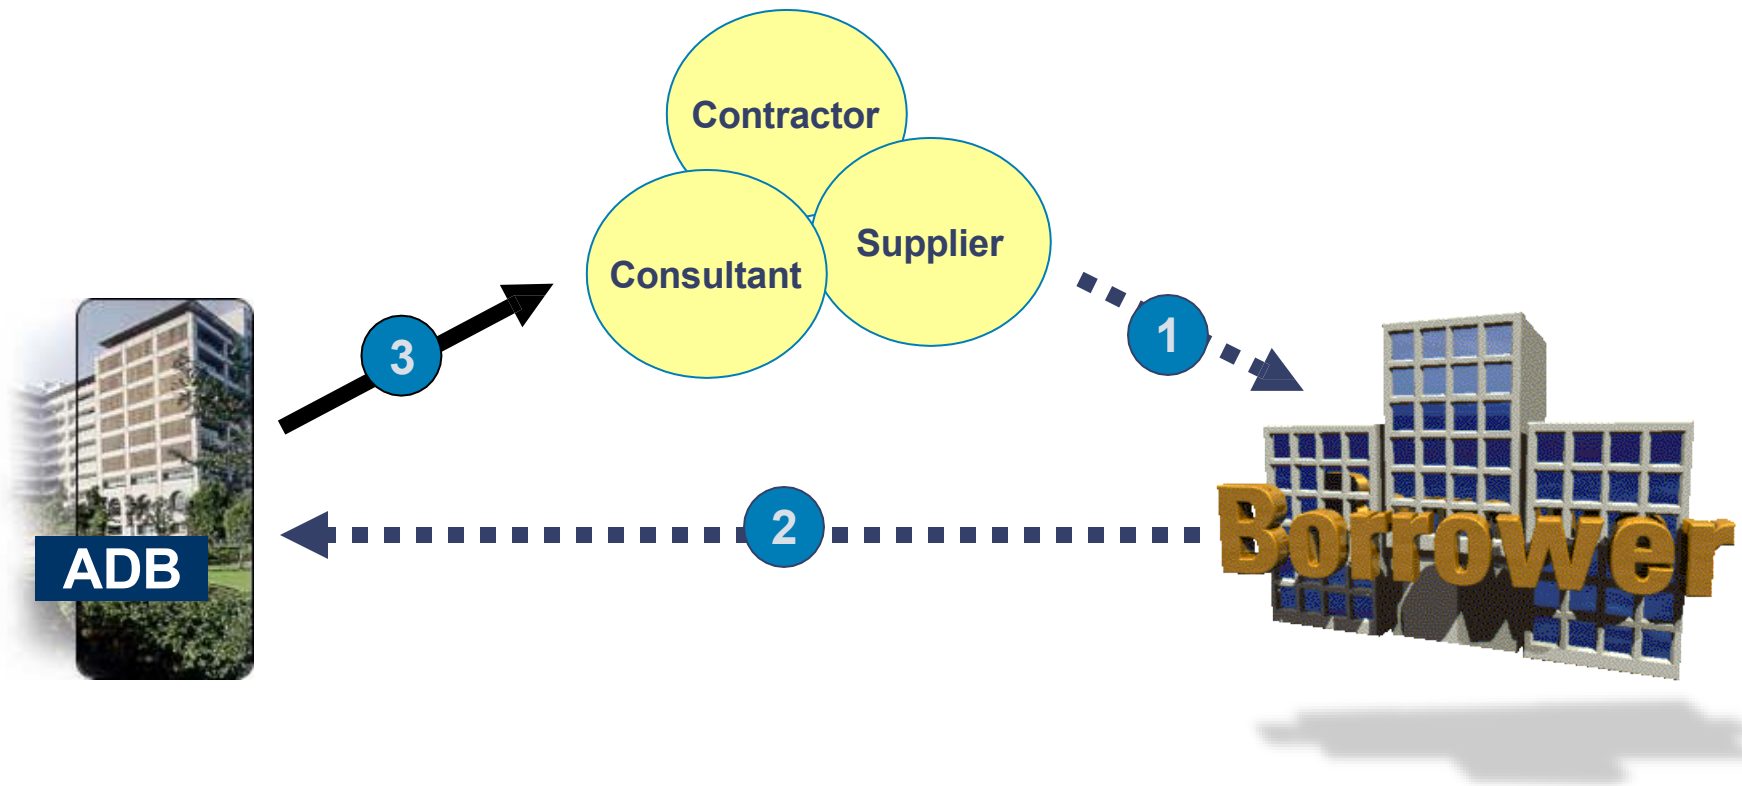 Contractor
Supplier
Consultant
1
3
2
Borrower
ADB